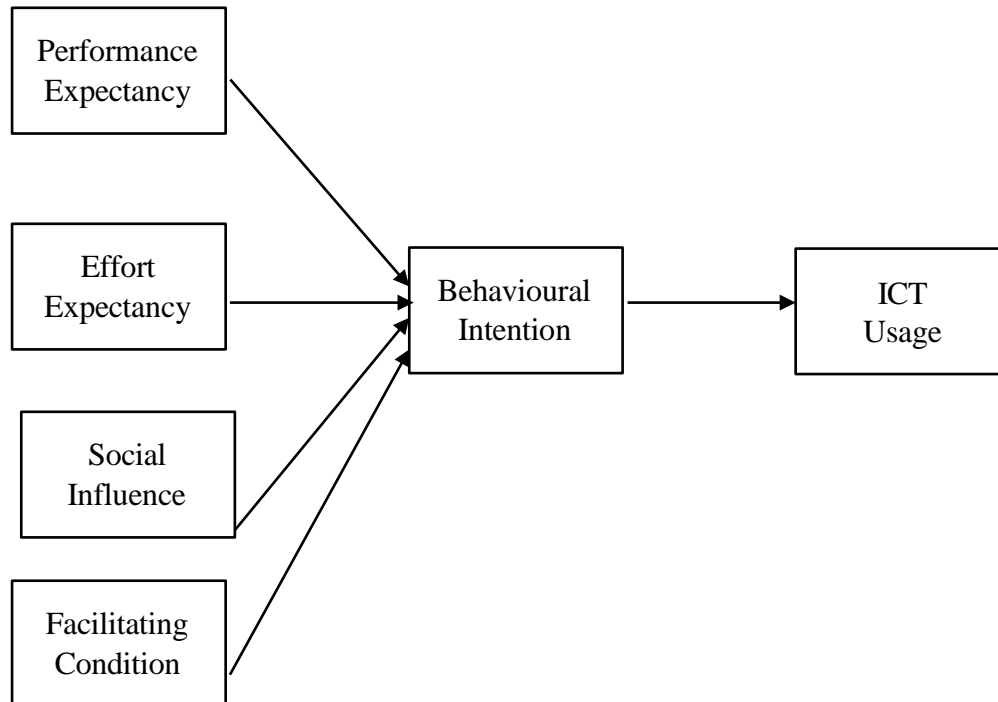 Performance
Expectancy
Effort
Expectancy
Social
Influence
Facilitating
Condition
Behavioural
Intention
ICT
Usage